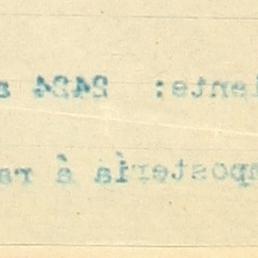 iente: 2424 a
mpostería á ra